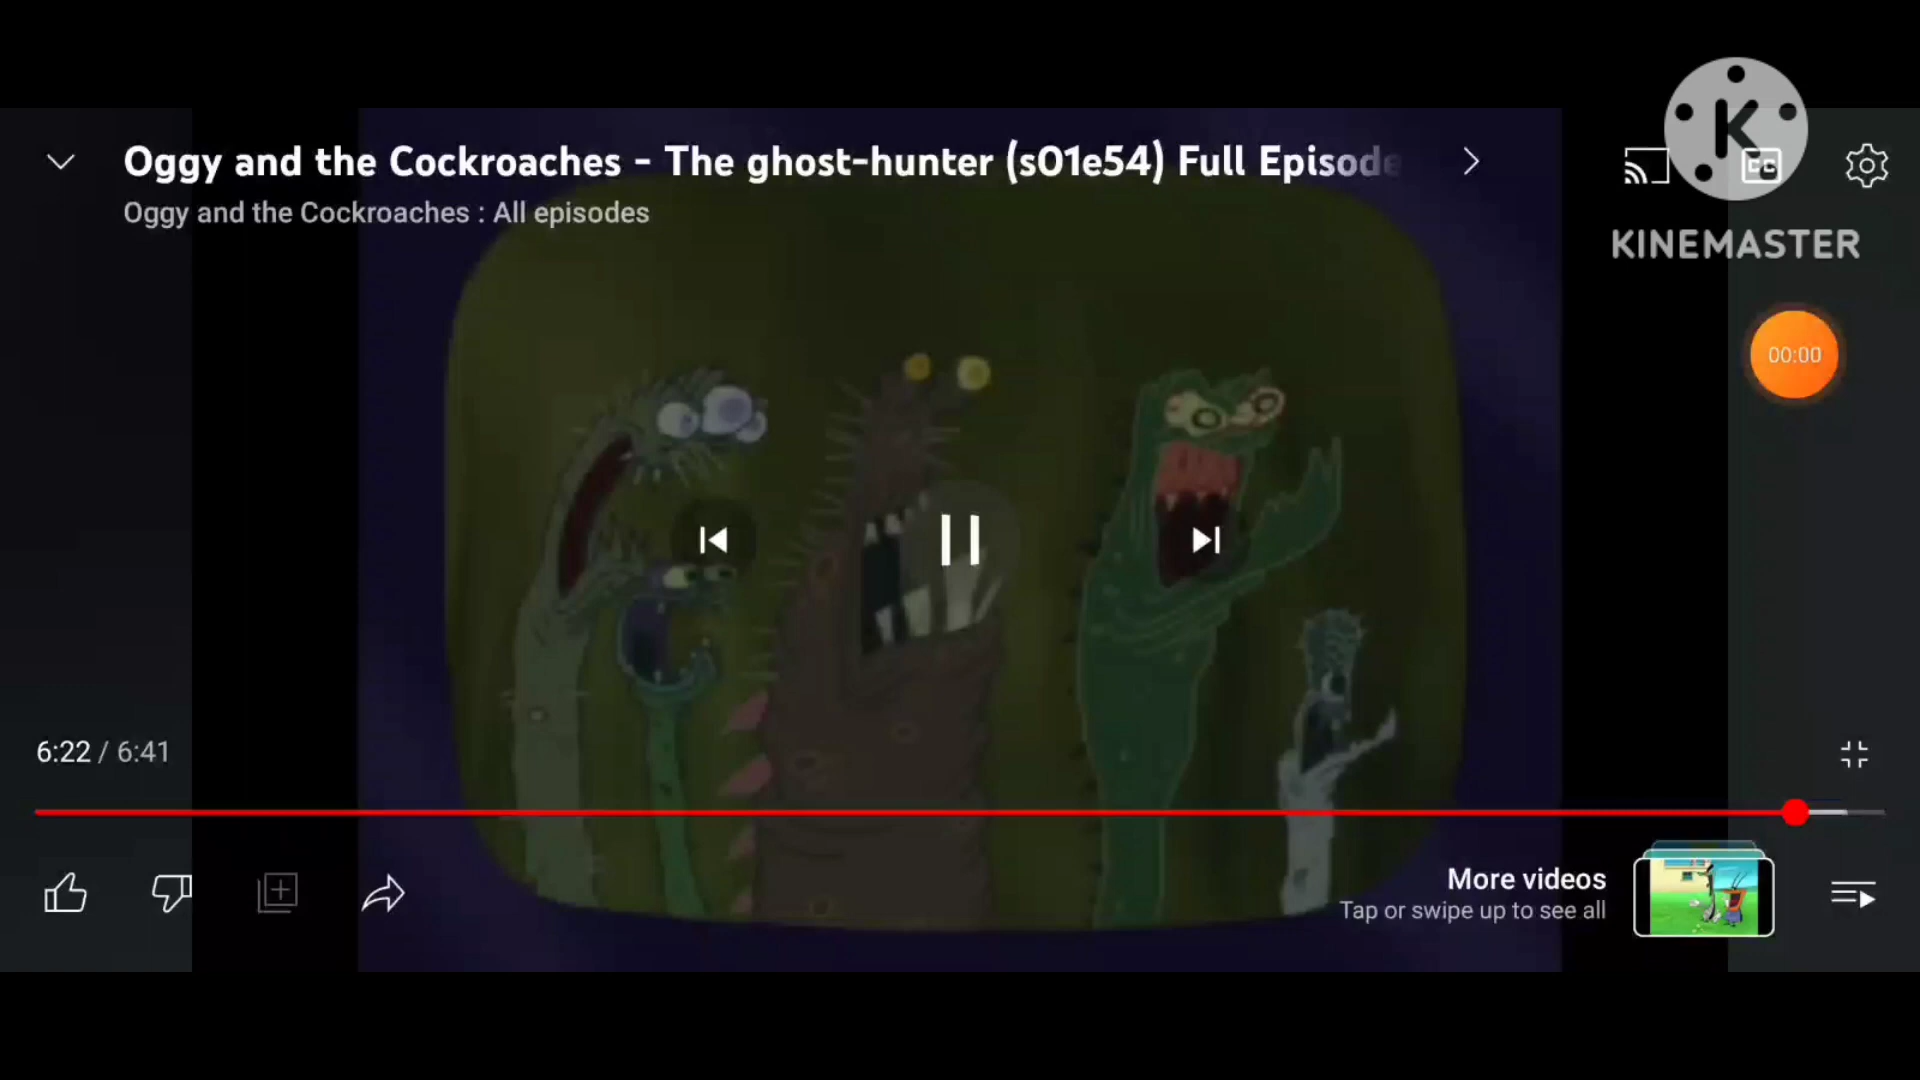 Oggy and the Cockroaches - The ghost-hunter (s01e54) Full Episode
Oggy and the Cockroaches : All episodes
K
CC
KINEMASTER
00:00
6:22 / 6:41
More videos
Tap or swipe up to see all